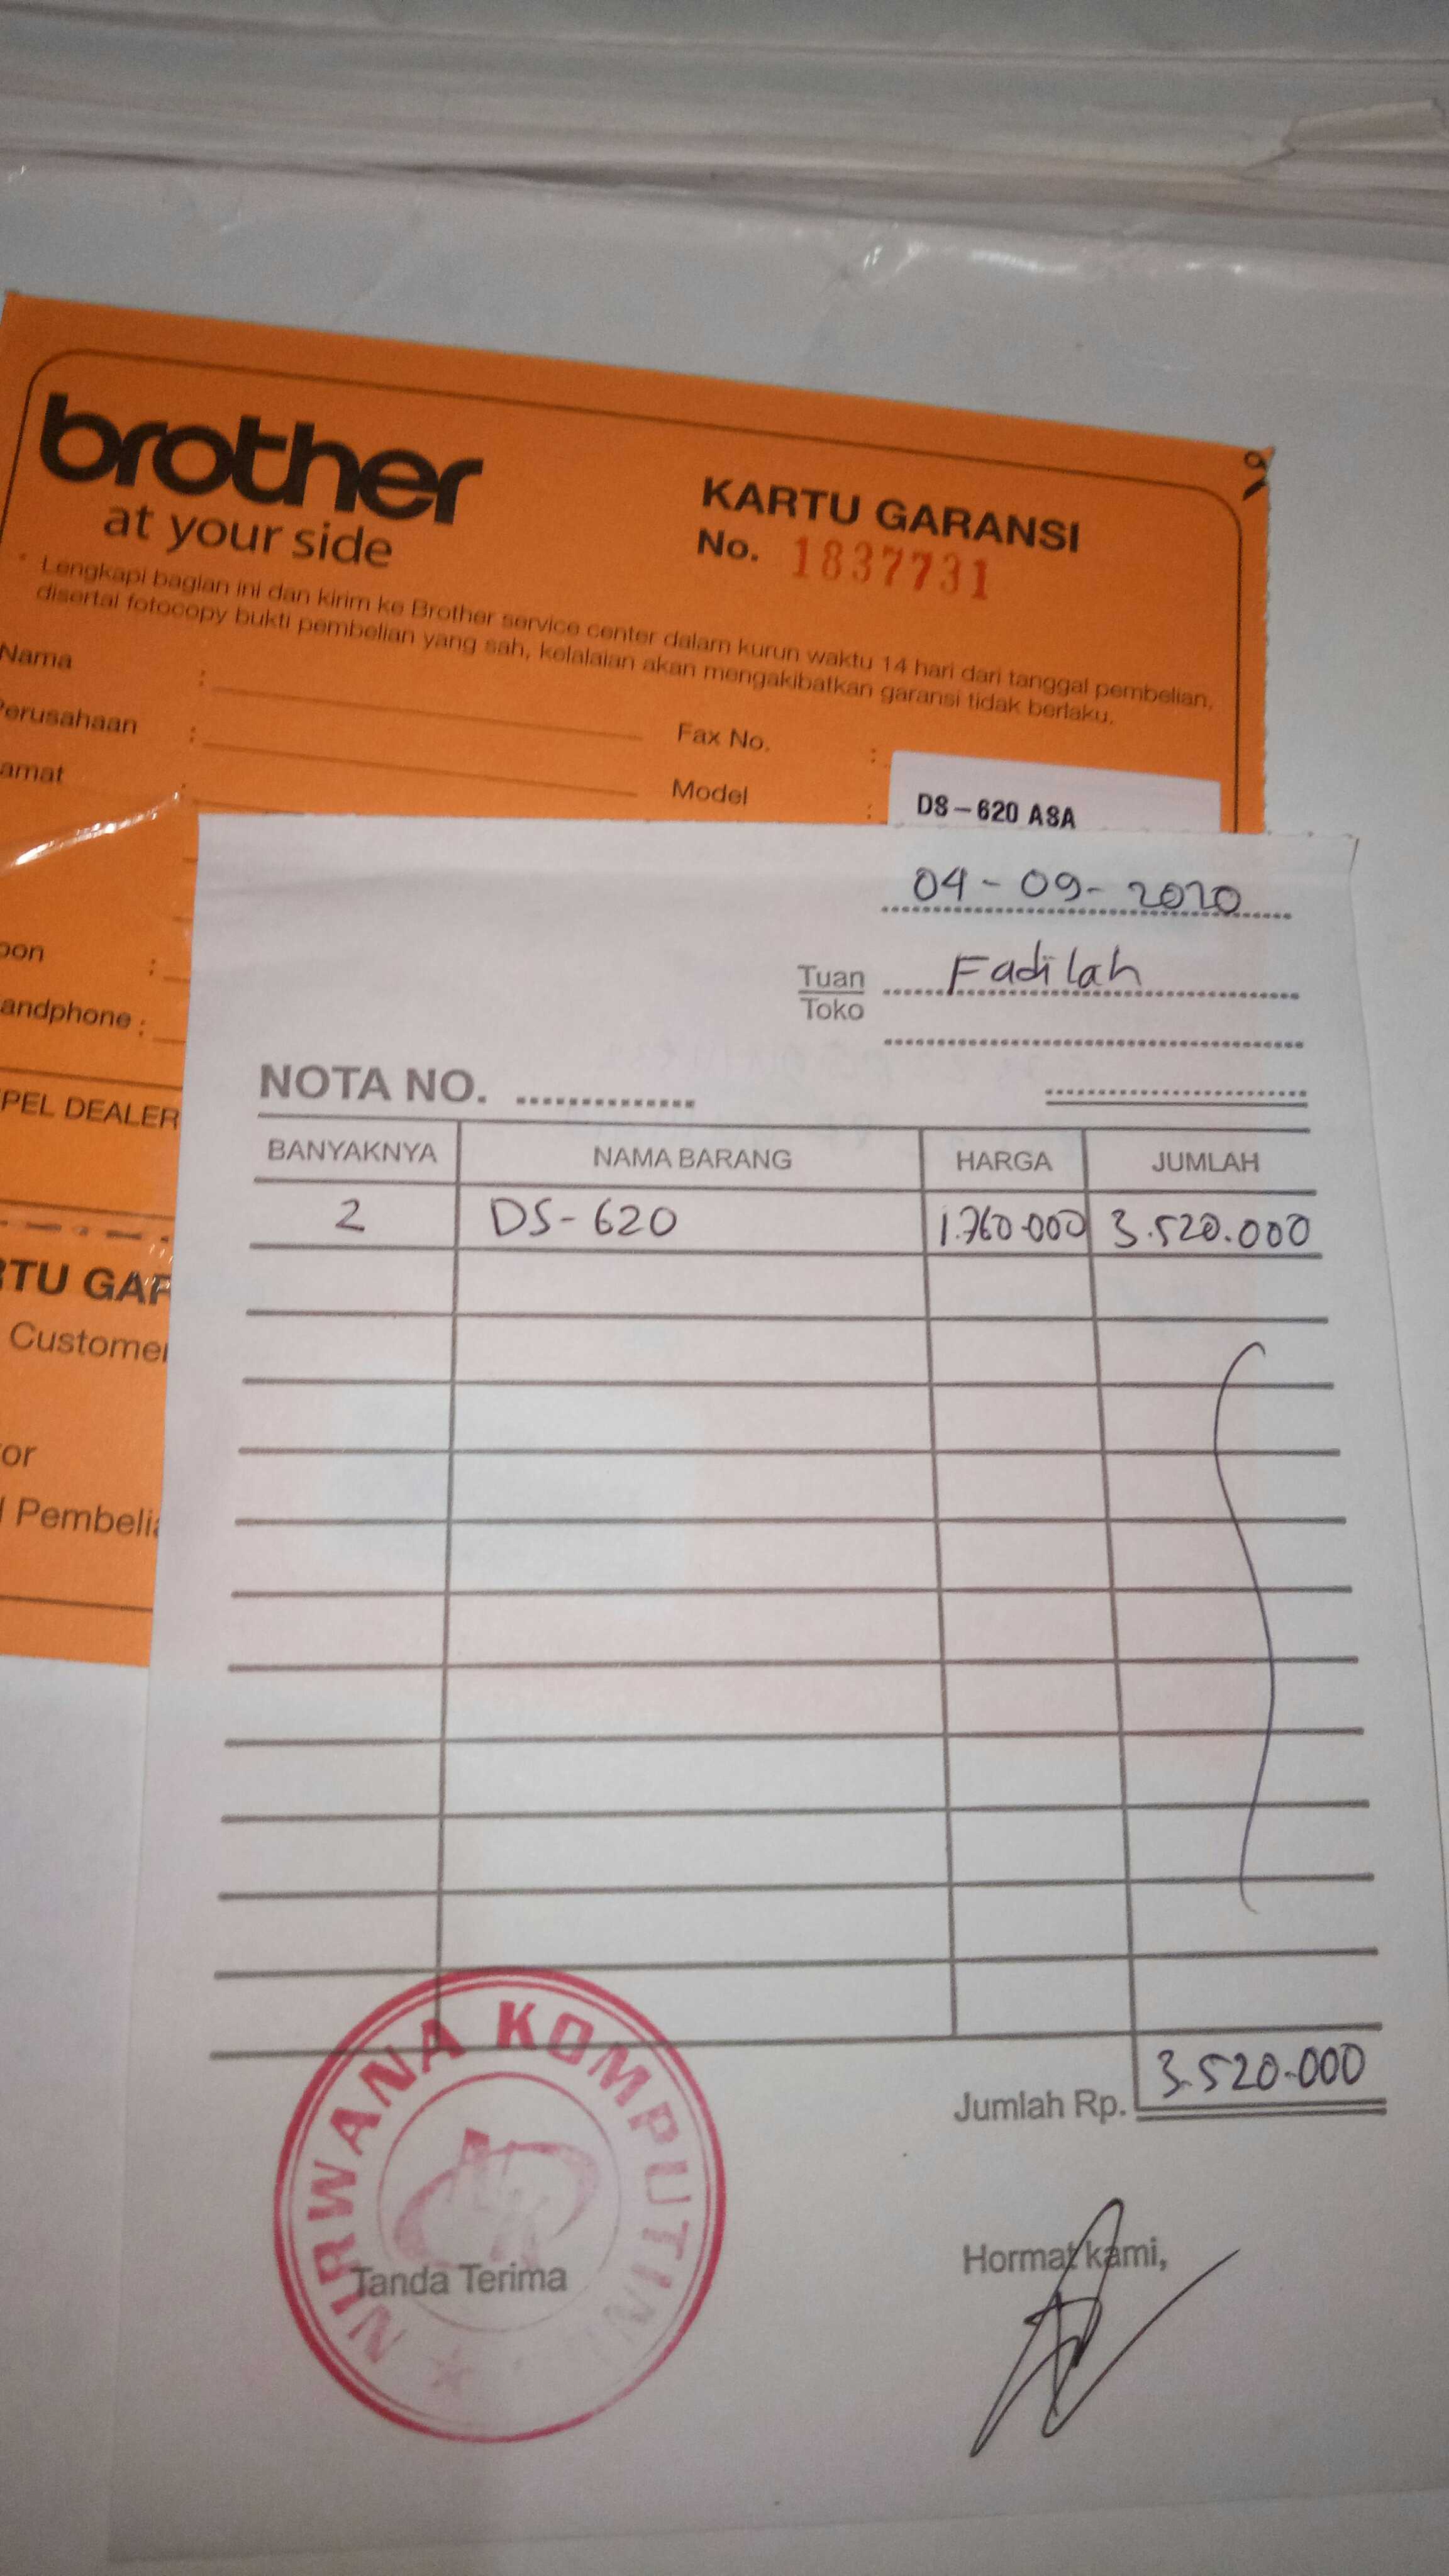 brother
at your side
KARTU GARANSI
No. 1837731
* Lengkapi bagian ini dan kirim ke Brother service center dalam kurun waktu 14 hari dari tanggal pembelian,
disertai fotocopy bukti pembelian yang sah, kelalaian akan mengakibatkan garansi tidak berlaku.
Nama :
Perusahaan :
amat :
Fax No. :
Model :
DS-620 ASA
pon :
andphone :
PEL DEALER
RTU GAR
Customer
or
Pembelia
04-09-2020
Tuan Fadilah
Toko
NOTA NO.
BANYAKNYA NAMA BARANG HARGA JUMLAH
2 DS-620 1.760.000 3.520.000
Jumlah Rp. 3.520.000
NIRWANA KOMPUTIN
Tanda Terima
Hormat kami,